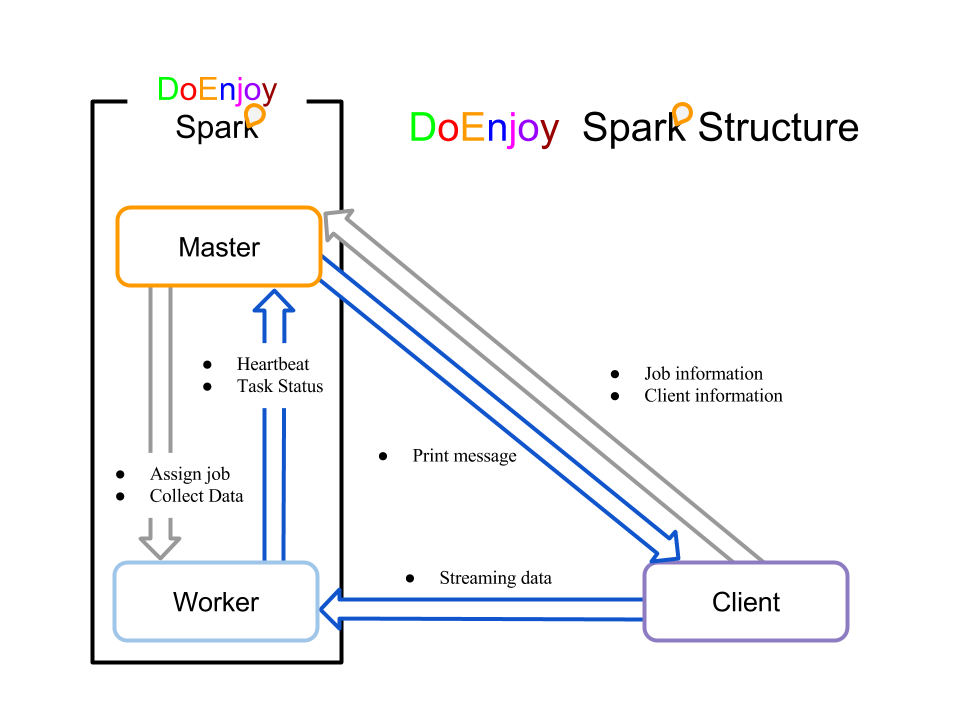 DoEnjoy
Spark
DoEnjoy Spark Structure
Master
● Heartbeat
● Task Status
● Job information
● Client information
● Print message
● Assign job
● Collect Data
● Streaming data
Worker
Client